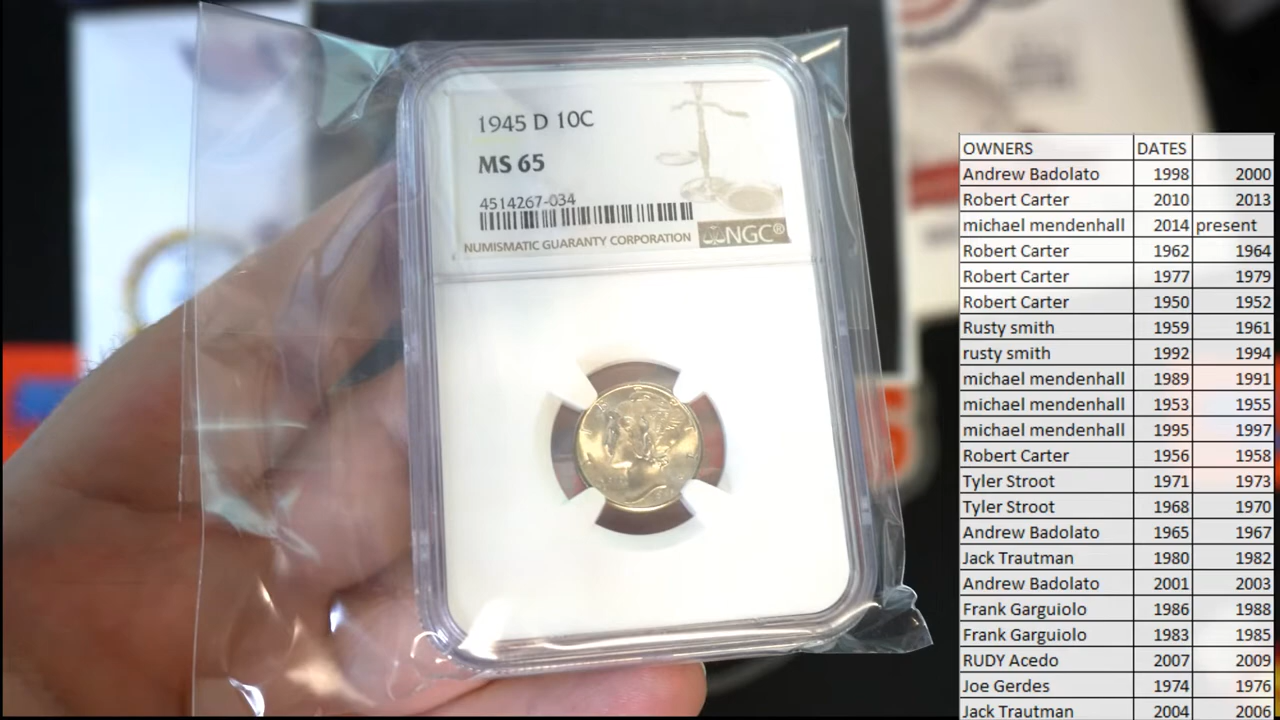 1945 D 10C
MS 65
4514267-034
NUMISMATIC GUARANTY CORPORATION
NGC®
OWNERS DATES
Andrew Badolato 1998 2000
Robert Carter 2010 2013
michael mendenhall 2014 present
Robert Carter 1962 1964
Robert Carter 1977 1979
Robert Carter 1950 1952
Rusty smith 1959 1961
rusty smith 1992 1994
michael mendenhall 1989 1991
michael mendenhall 1953 1955
michael mendenhall 1995 1997
Robert Carter 1956 1958
Tyler Stroot 1971 1973
Tyler Stroot 1968 1970
Andrew Badolato 1965 1967
Jack Trautman 1980 1982
Andrew Badolato 2001 2003
Frank Garguiolo 1986 1988
Frank Garguiolo 1983 1985
RUDY Acedo 2007 2009
Joe Gerdes 1974 1976
Jack Trautman 2004 2006